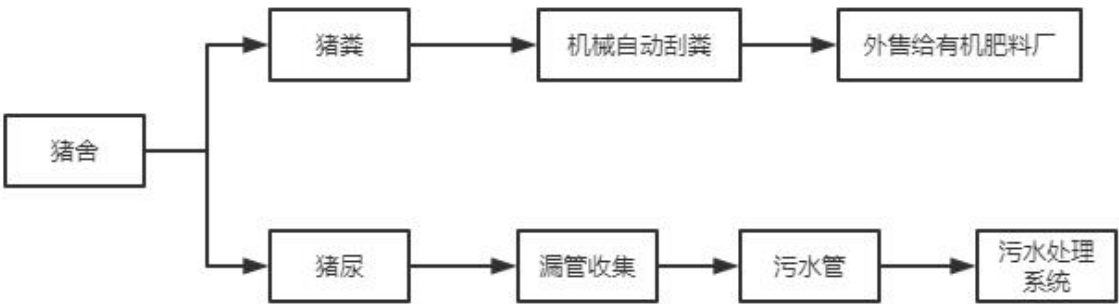 猪粪
机械自动刮粪
外售给有机肥料厂
猪舍
猪尿
漏管收集
污水管
污水处理
系统